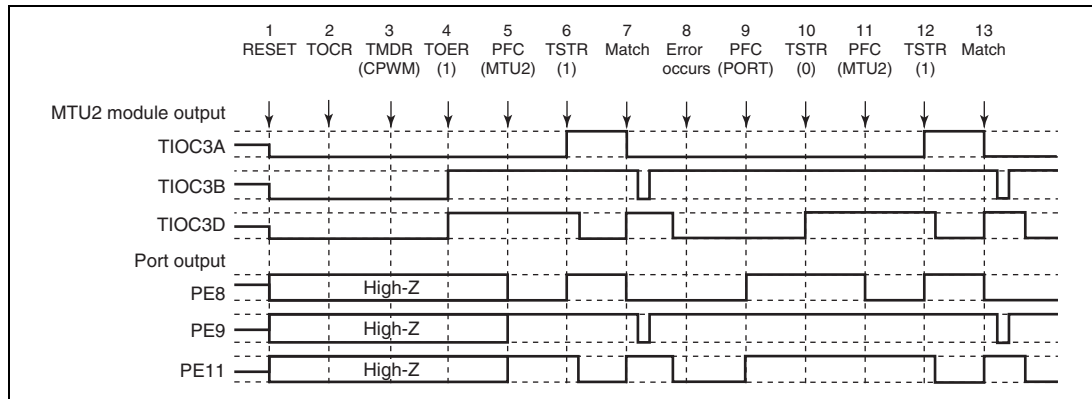 1 2 3 4 5 6 7 8 9 10 11 12 13
RESET TOCR TMDR TOER PFC TSTR Match Error PFC TSTR PFC TSTR Match
(CPWM) (1) (MTU2) (1) occurs (PORT) (0) (MTU2) (1)
MTU2 module output
TIOC3A
TIOC3B
TIOC3D
Port output
PE8 High-Z
PE9 High-Z
PE11 High-Z